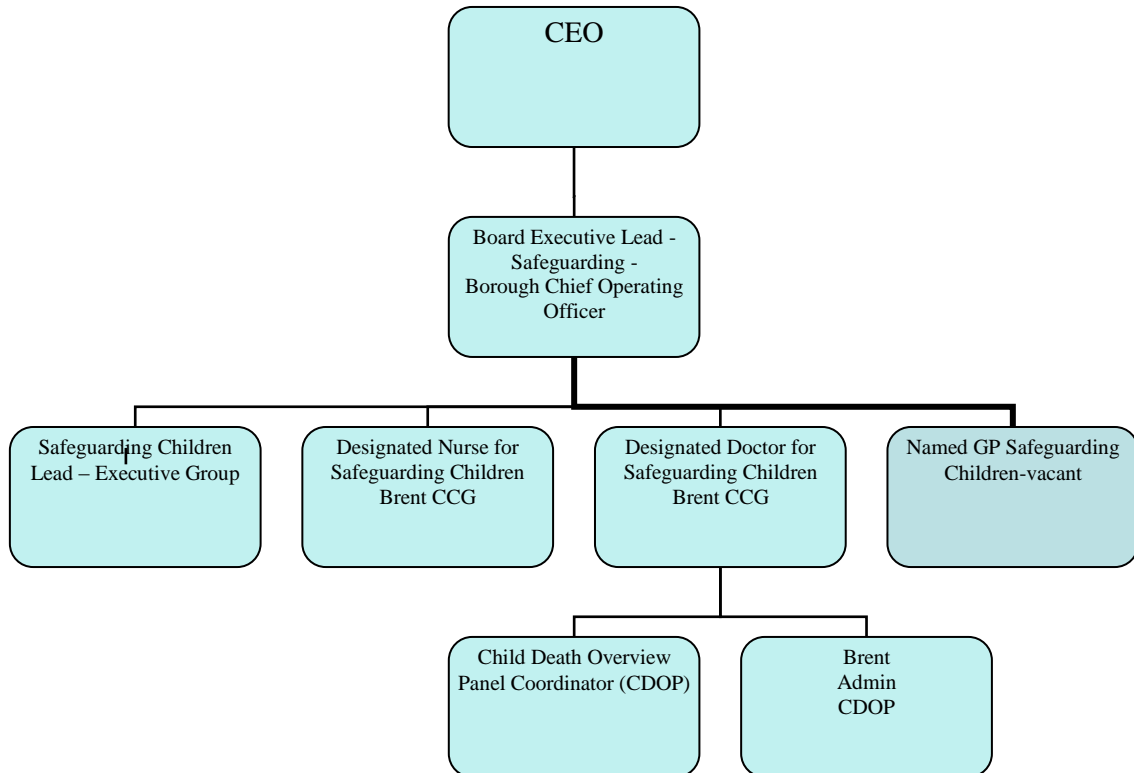 CEO
Board Executive Lead -
Safeguarding -
Borough Chief Operating
Officer
Safeguarding Children
Lead – Executive Group
Designated Nurse for
Safeguarding Children
Brent CCG
Designated Doctor for
Safeguarding Children
Brent CCG
Named GP Safeguarding
Children-vacant
Child Death Overview
Panel Coordinator (CDOP)
Brent
Admin
CDOP